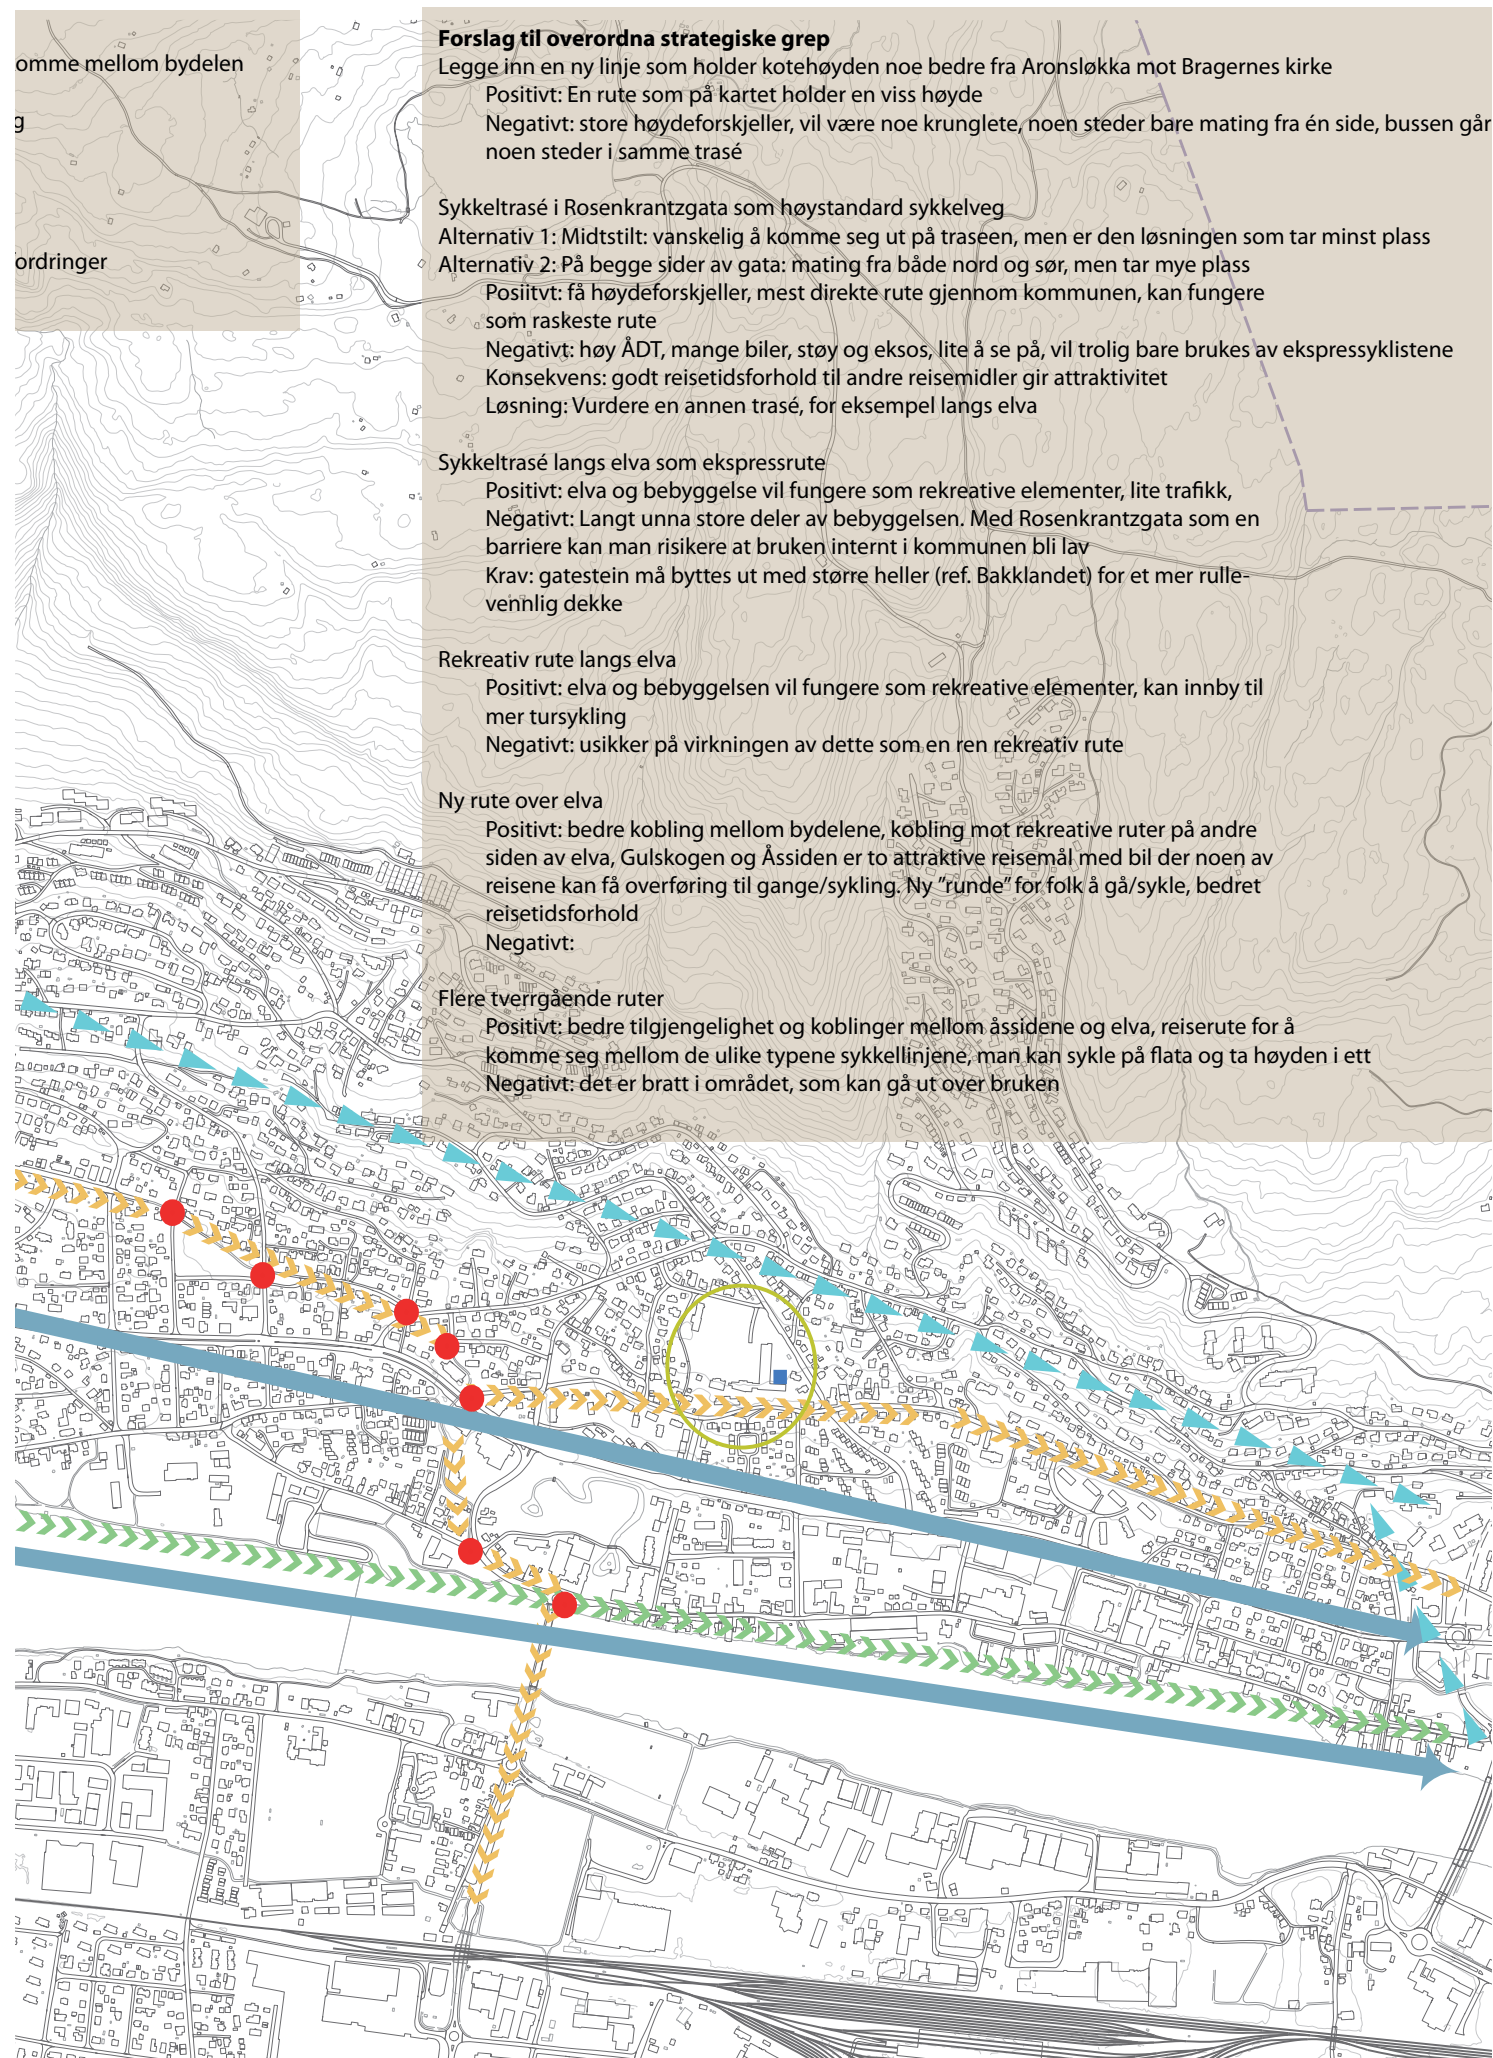 omme mellom bydelen
g
ordringer
Forslag til overordna strategiske grep
Legge inn en ny linje som holder kotehøyden noe bedre fra Aronsløkka mot Bragernes kirke
Positivt: En rute som på kartet holder en viss høyde
Negativt: store høydeforskjeller, vil være noe krunglete, noen steder bare mating fra én side, bussen går
noen steder i samme trasé
Sykkeltrasé i Rosenkrantzgata som høystandard sykkelveg
Alternativ 1: Midtstilt: vanskelig å komme seg ut på traseen, men er den løsningen som tar minst plass
Alternativ 2: På begge sider av gata: mating fra både nord og sør, men tar mye plass
Posiitvt: få høydeforskjeller, mest direkte rute gjennom kommunen, kan fungere
som raskeste rute
Negativt: høy ÅDT, mange biler, støy og eksos, lite å se på, vil trolig bare brukes av ekspressyklistene
Konsekvens: godt reisetidsforhold til andre reisemidler gir attraktivitet
Løsning: Vurdere en annen trasé, for eksempel langs elva
Sykkeltrasé langs elva som ekspressrute
Positivt: elva og bebyggelse vil fungere som rekreative elementer, lite trafikk,
Negativt: Langt unna store deler av bebyggelsen. Med Rosenkrantzgata som en
barriere kan man risikere at bruken internt i kommunen bli lav
Krav: gatestein må byttes ut med større heller (ref. Bakklandet) for et mer rulle-
vennlig dekke
Rekreativ rute langs elva
Positivt: elva og bebyggelsen vil fungere som rekreative elementer, kan innby til
mer tursykling
Negativt: usikker på virkningen av dette som en ren rekreativ rute
Ny rute over elva
Positivt: bedre kobling mellom bydelene, kobling mot rekreative ruter på andre
siden av elva, Gulskogen og Åssiden er to attraktive reisemål med bil der noen av
reisene kan få overføring til gange/sykling. Ny ”runde” for folk å gå/sykle, bedret
reisetidsforhold
Negativt:
Flere tverrgående ruter
Positivt: bedre tilgjengelighet og koblinger mellom åssidene og elva, reiserute for å
komme seg mellom de ulike typene sykkellinjene, man kan sykle på flata og ta høyden i ett
Negativt: det er bratt i området, som kan gå ut over bruken